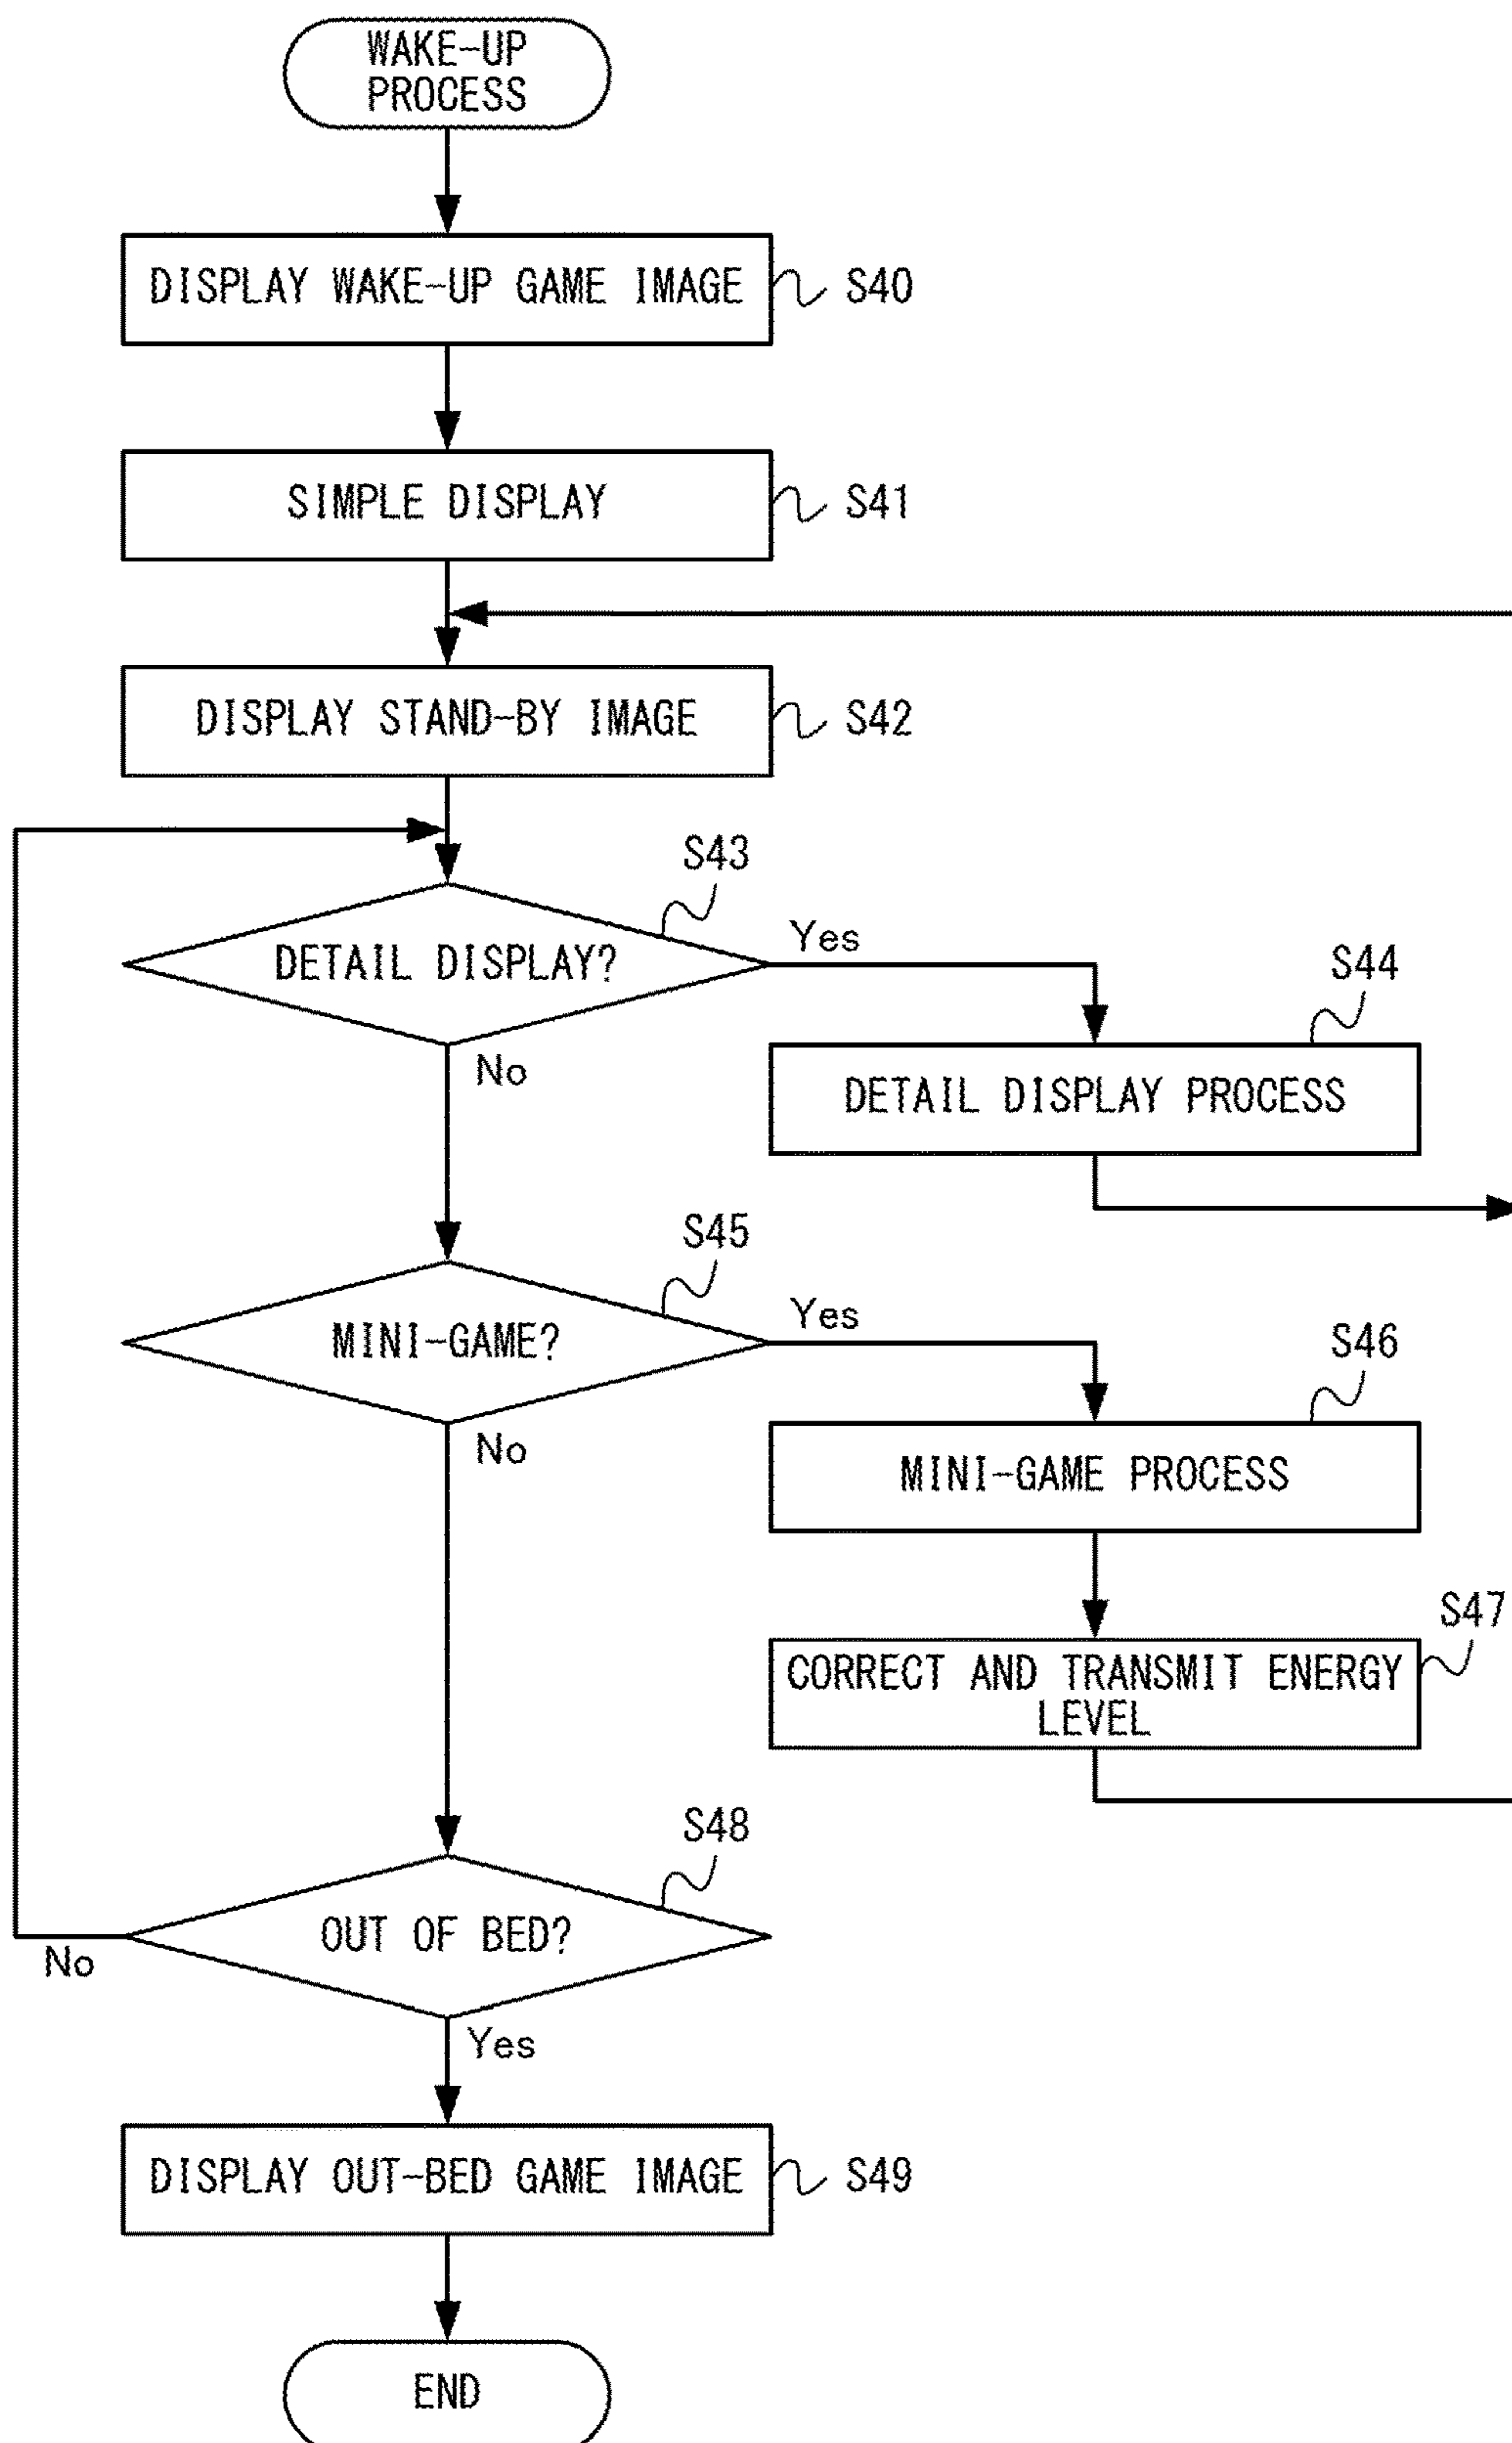 WAKE-UP
PROCESS
DISPLAY WAKE-UP GAME IMAGE
S40
SIMPLE DISPLAY
S41
DISPLAY STAND-BY IMAGE
S42
S43
DETAIL DISPLAY?
Yes
No
S44
DETAIL DISPLAY PROCESS
S45
MINI-GAME?
Yes
No
S46
MINI-GAME PROCESS
S47
CORRECT AND TRANSMIT ENERGY
LEVEL
S48
OUT OF BED?
No
Yes
DISPLAY OUT-BED GAME IMAGE
S49
END